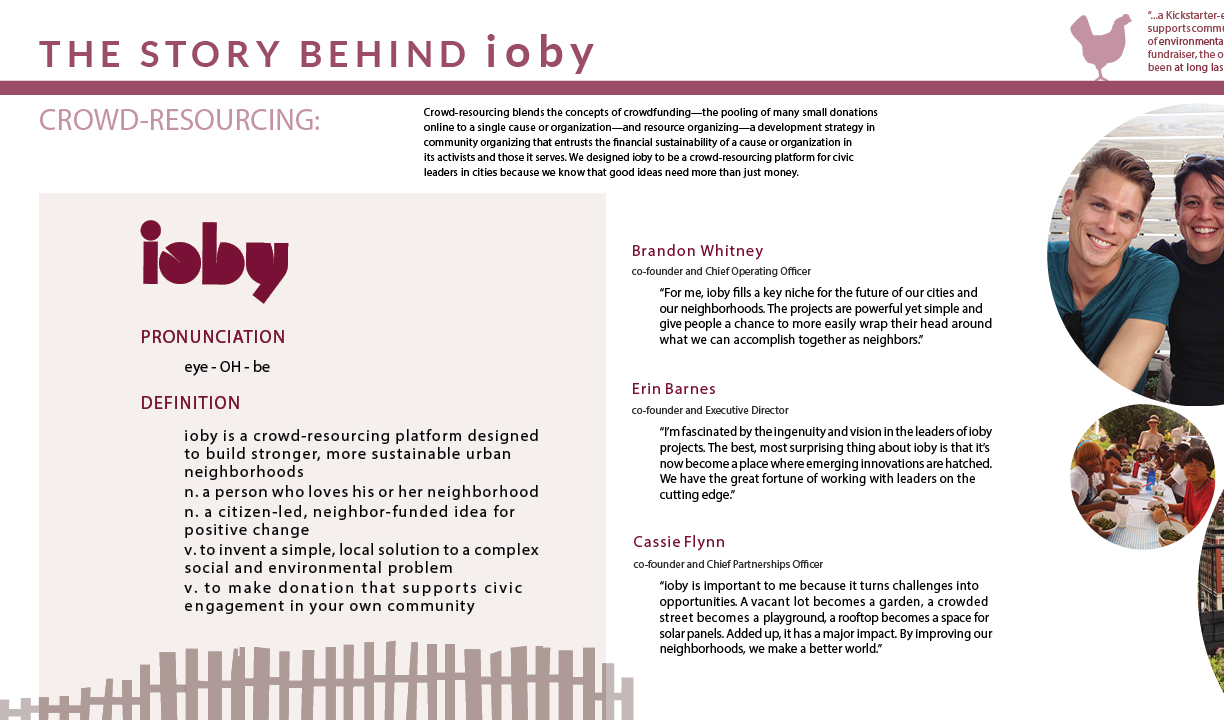 THE STORY BEHIND ioby
"...a Kickstarter-
supports
of
fundraiser, the
been at long
CROWD-RESOURCING:
Crowd-resourcing blends the concepts of crowdfunding—the pooling of many small donations
online to a single cause or organization—and resource organizing—a development strategy in
community organizing that entrusts the financial sustainability of a cause or organization in
its activists and those it serves. We designed ioby to be a crowd-resourcing platform for civic
leaders in cities because we know that good ideas need more than just money.
ioby
PRONUNCIATION
eye - OH - be
DEFINITION
ioby is a crowd-resourcing platform designed
to build stronger, more sustainable urban
neighborhoods
n. a person who loves his or her neighborhood
n. a citizen-led, neighbor-funded idea for
positive change
v. to invent a simple, local solution to a complex
social and environmental problem
v. to make donation that supports civic
engagement in your own community
Brandon Whitney
co-founder and Chief Operating Officer
“For me, ioby fills a key niche for the future of our cities and
our neighborhoods. The projects are powerful yet simple and
give people a chance to more easily wrap their head around
what we can accomplish together as neighbors.”
Erin Barnes
co-founder and Executive Director
“I’m fascinated by the ingenuity and vision in the leaders of ioby
projects. The best, most surprising thing about ioby is that it’s
now become a place where emerging innovations are hatched.
We have the great fortune of working with leaders on the
cutting edge.”
Cassie Flynn
co-founder and Chief Partnerships Officer
“ioby is important to me because it turns challenges into
opportunities. A vacant lot becomes a garden, a crowded
street becomes a playground, a rooftop becomes a space for
solar panels. Added up, it has a major impact. By improving our
neighborhoods, we make a better world.”